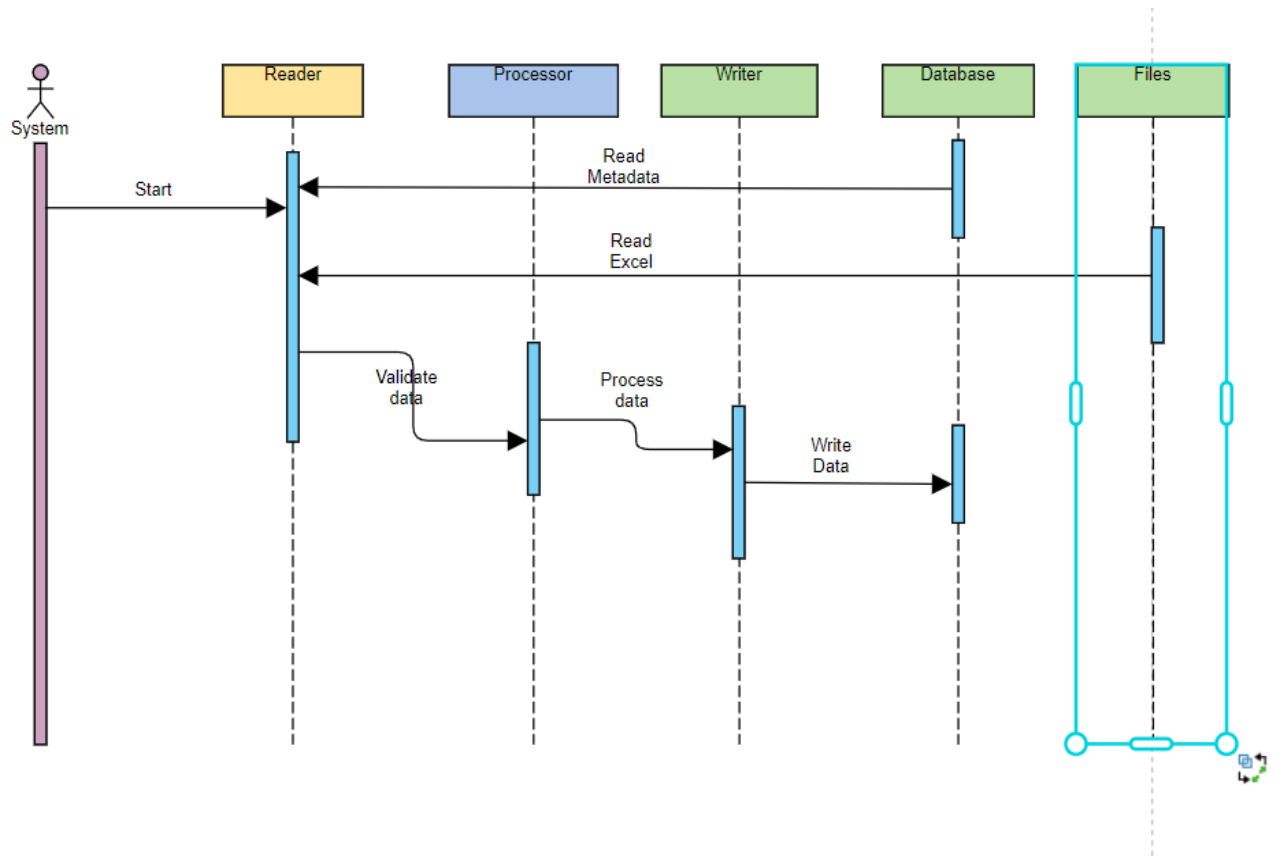 Reader
Processor
Writer
Database
Files
System
Read
Metadata
Start
Read
Excel
Validate
data
Process
data
Write
Data